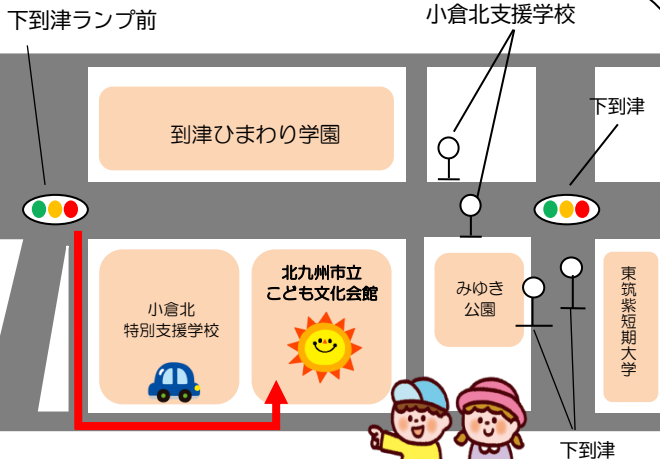 下到津ランプ前
小倉北支援学校
下到津
到津ひまわり学園
北九州市立
こども文化会館
小倉北
特別支援学校
みゆき
公園
東筑紫短期大学
下到津